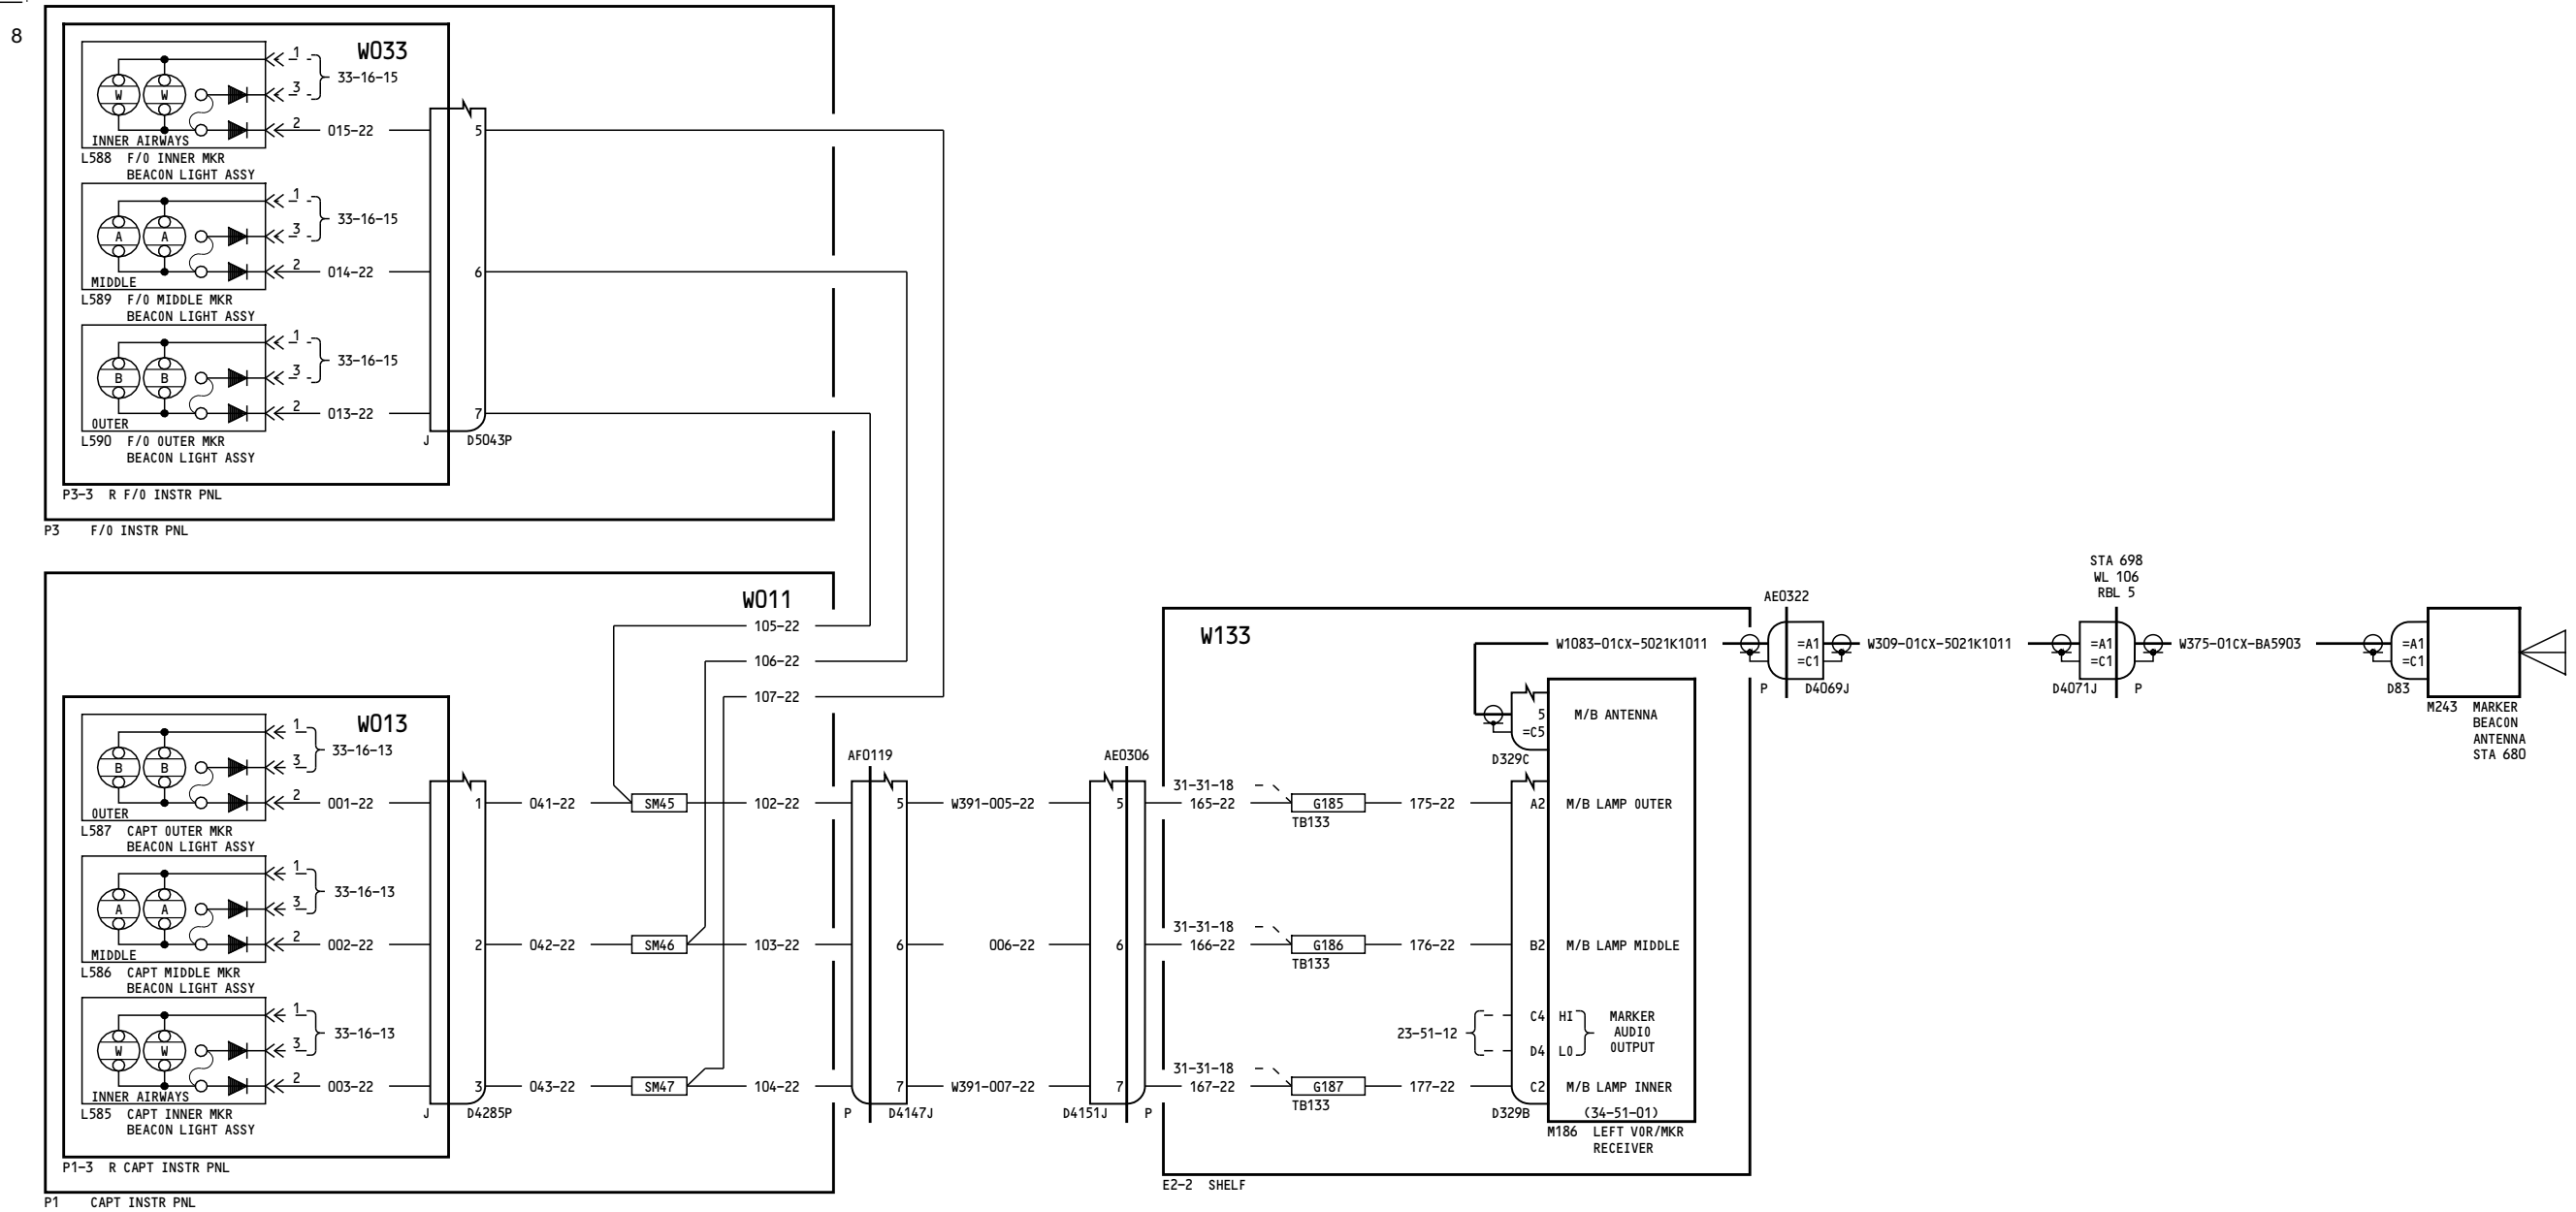 8
W033
1
33-16-15
3
W W
2
015-22
5
INNER AIRWAYS
L588 F/O INNER MKR
BEACON LIGHT ASSY
1
33-16-15
3
A A
2
014-22
6
MIDDLE
L589 F/O MIDDLE MKR
BEACON LIGHT ASSY
1
33-16-15
3
B B
2
013-22
7
OUTER
L590 F/O OUTER MKR
BEACON LIGHT ASSY
J D5043P
P3-3 R F/O INSTR PNL
P3 F/O INSTR PNL
W011
105-22
106-22
107-22
W013
1
33-16-13
3
B B
2
001-22
1
041-22
SM45
102-22
OUTER
L587 CAPT OUTER MKR
BEACON LIGHT ASSY
1
33-16-13
3
A A
2
002-22
2
042-22
SM46
103-22
MIDDLE
L586 CAPT MIDDLE MKR
BEACON LIGHT ASSY
1
33-16-13
3
W W
2
003-22
3
043-22
SM47
104-22
INNER AIRWAYS
L585 CAPT INNER MKR
BEACON LIGHT ASSY
J D4285P
P1-3 R CAPT INSTR PNL
P1 CAPT INSTR PNL
AF0119
5
W391-005-22
6
006-22
7
W391-007-22
P D4147J
AE0306
5
6
7
D4151J P
W133
W1083-01CX-5021K1011
5
=C5
M/B ANTENNA
D329C
31-31-18
165-22
G185
TB133
175-22
A2 M/B LAMP OUTER
31-31-18
166-22
G186
TB133
176-22
B2 M/B LAMP MIDDLE
23-51-12
C4 HI
D4 LO
MARKER
AUDIO
OUTPUT
31-31-18
167-22
G187
TB133
177-22
C2 M/B LAMP INNER
D329B
(34-51-01)
M186 LEFT VOR/MKR
RECEIVER
E2-2 SHELF
AE0322
=A1
=C1
P D4069J
W309-01CX-5021K1011
STA 698
WL 106
RBL 5
=A1
=C1
D4071J P
W375-01CX-BA5903
=A1
=C1
D83
M243 MARKER
BEACON
ANTENNA
STA 680